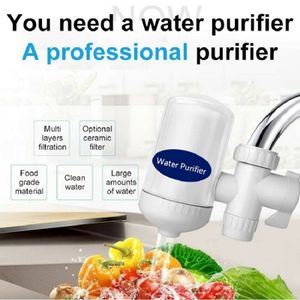 NOW
You need a water purifier
A professional purifier
Multi
layers
filtration
Optional
ceramic
filter
Food
grade
material
Clean
water
Large
amounts of
water
Water Purifier